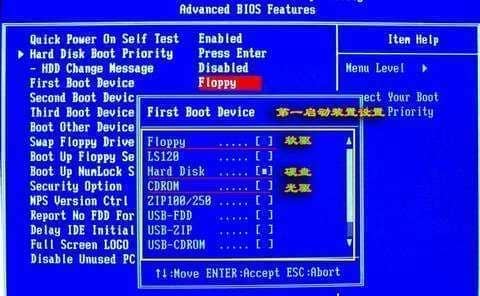 Advanced BIOS Features
Quick Power On Self Test Enabled
Hard Disk Boot Priority Press Enter
- HDD Change Message Disabled
First Boot Device Floppy
Second Boot Devic
Third Boot Devic
Boot Other Device
Swap Floppy Drive
Boot Up Floppy Se
Boot Up NumLock S
Security Option
MPS Version Ctrl
Report No FDD For
Delay IDE Initial
Full Screen LOGO
Disable Unused PC
Item Help
Menu Level
ect Your Boot
Priority
First Boot Device 第一启动装置设置
Floppy ..... [ ] 软驱
LS120 ..... [ ]
Hard Disk ..... [■] 硬盘
CDROM ..... [ ] 光驱
ZIP100/250 ..... [ ]
USB-FDD ..... [ ]
USB-ZIP ..... [ ]
USB-CDROM ..... [ ]
↑↓:Move ENTER:Accept ESC:Abort